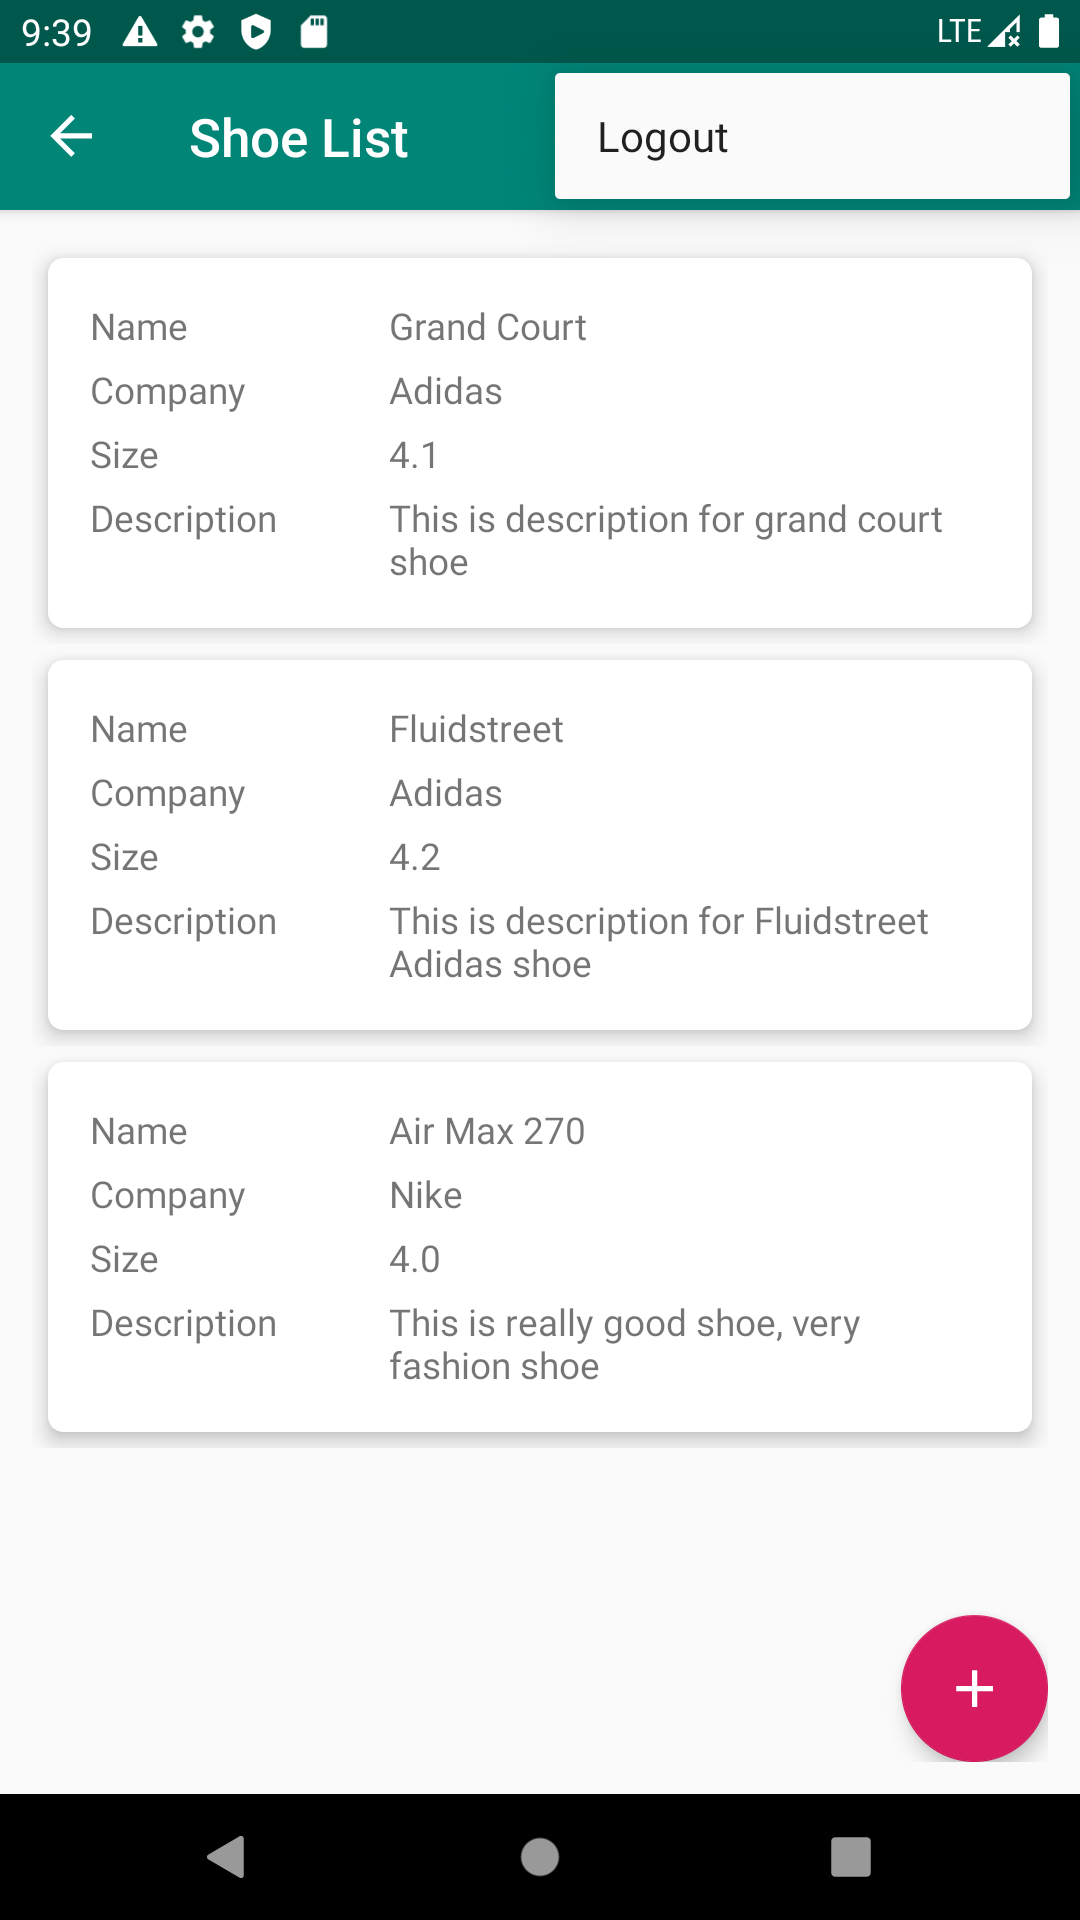 9:39 LTE
Shoe List
Logout
Name Grand Court
Company Adidas
Size 4.1
Description This is description for grand court
shoe
Name Fluidstreet
Company Adidas
Size 4.2
Description This is description for Fluidstreet
Adidas shoe
Name Air Max 270
Company Nike
Size 4.0
Description This is really good shoe, very
fashion shoe